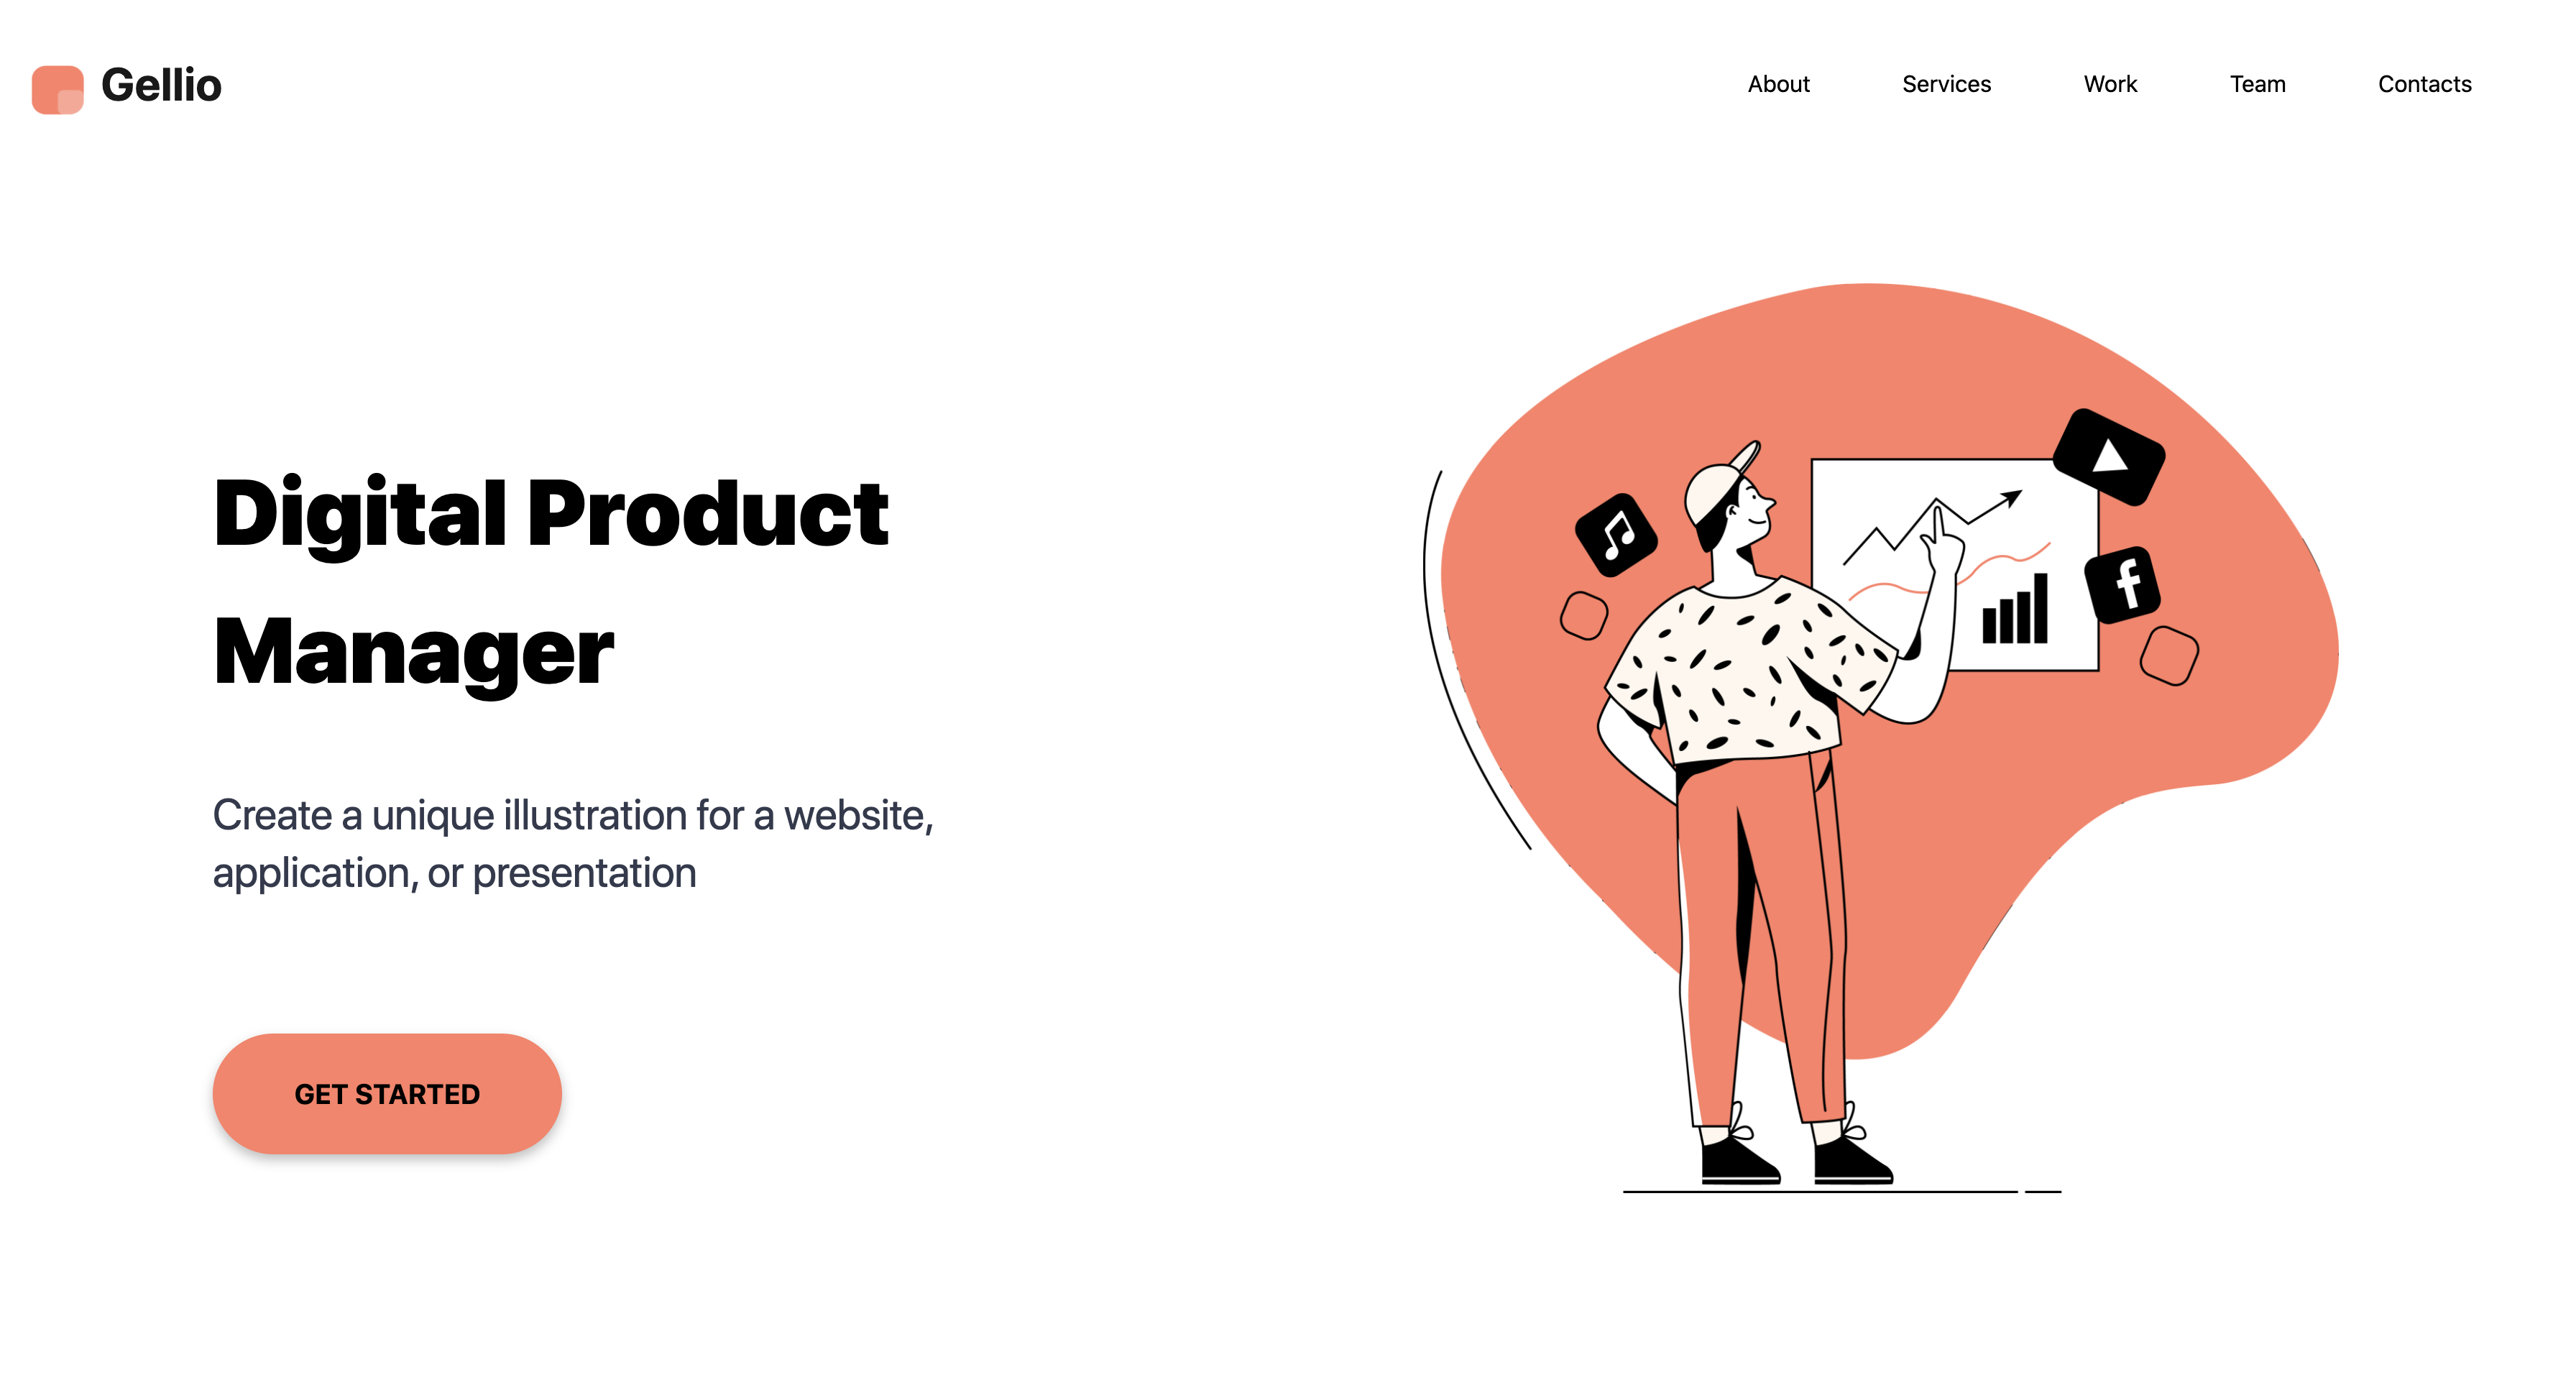 Gellio
About Services Work Team Contacts
Digital Product
Manager
Create a unique illustration for a website,
application, or presentation
GET STARTED